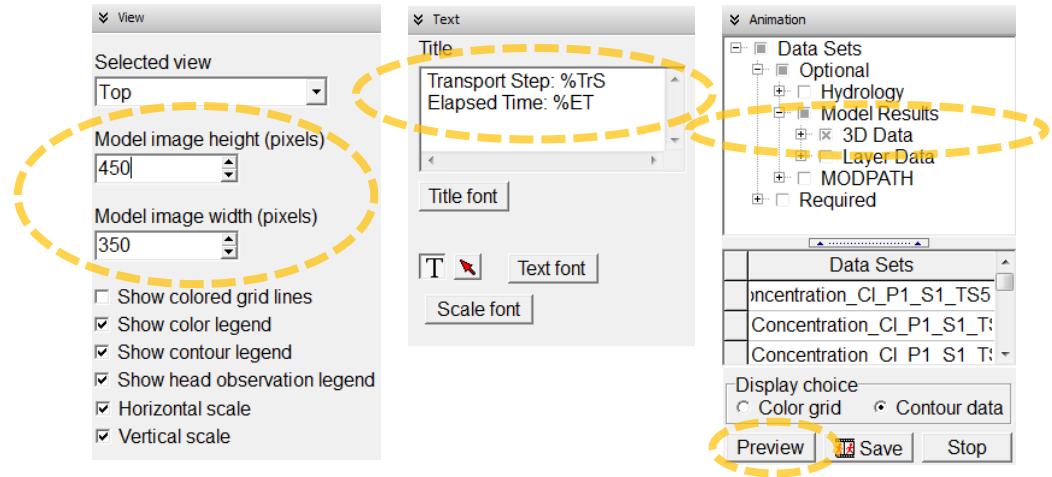 View
Selected view
Top
Model image height (pixels)
450
Model image width (pixels)
350
Show colored grid lines
Show color legend
Show contour legend
Show head observation legend
Horizontal scale
Vertical scale
Text
Title
Transport Step: %TrS
Elapsed Time: %ET
Title font
T
Text font
Scale font
Animation
Data Sets
Optional
Hydrology
Model Results
3D Data
Layer Data
MODPATH
Required
Data Sets
oncentration_Cl_P1_S1_TS5
Concentration_Cl_P1_S1_TS
Concentration_Cl_P1_S1_TS
Display choice
Color grid Contour data
Preview Save Stop